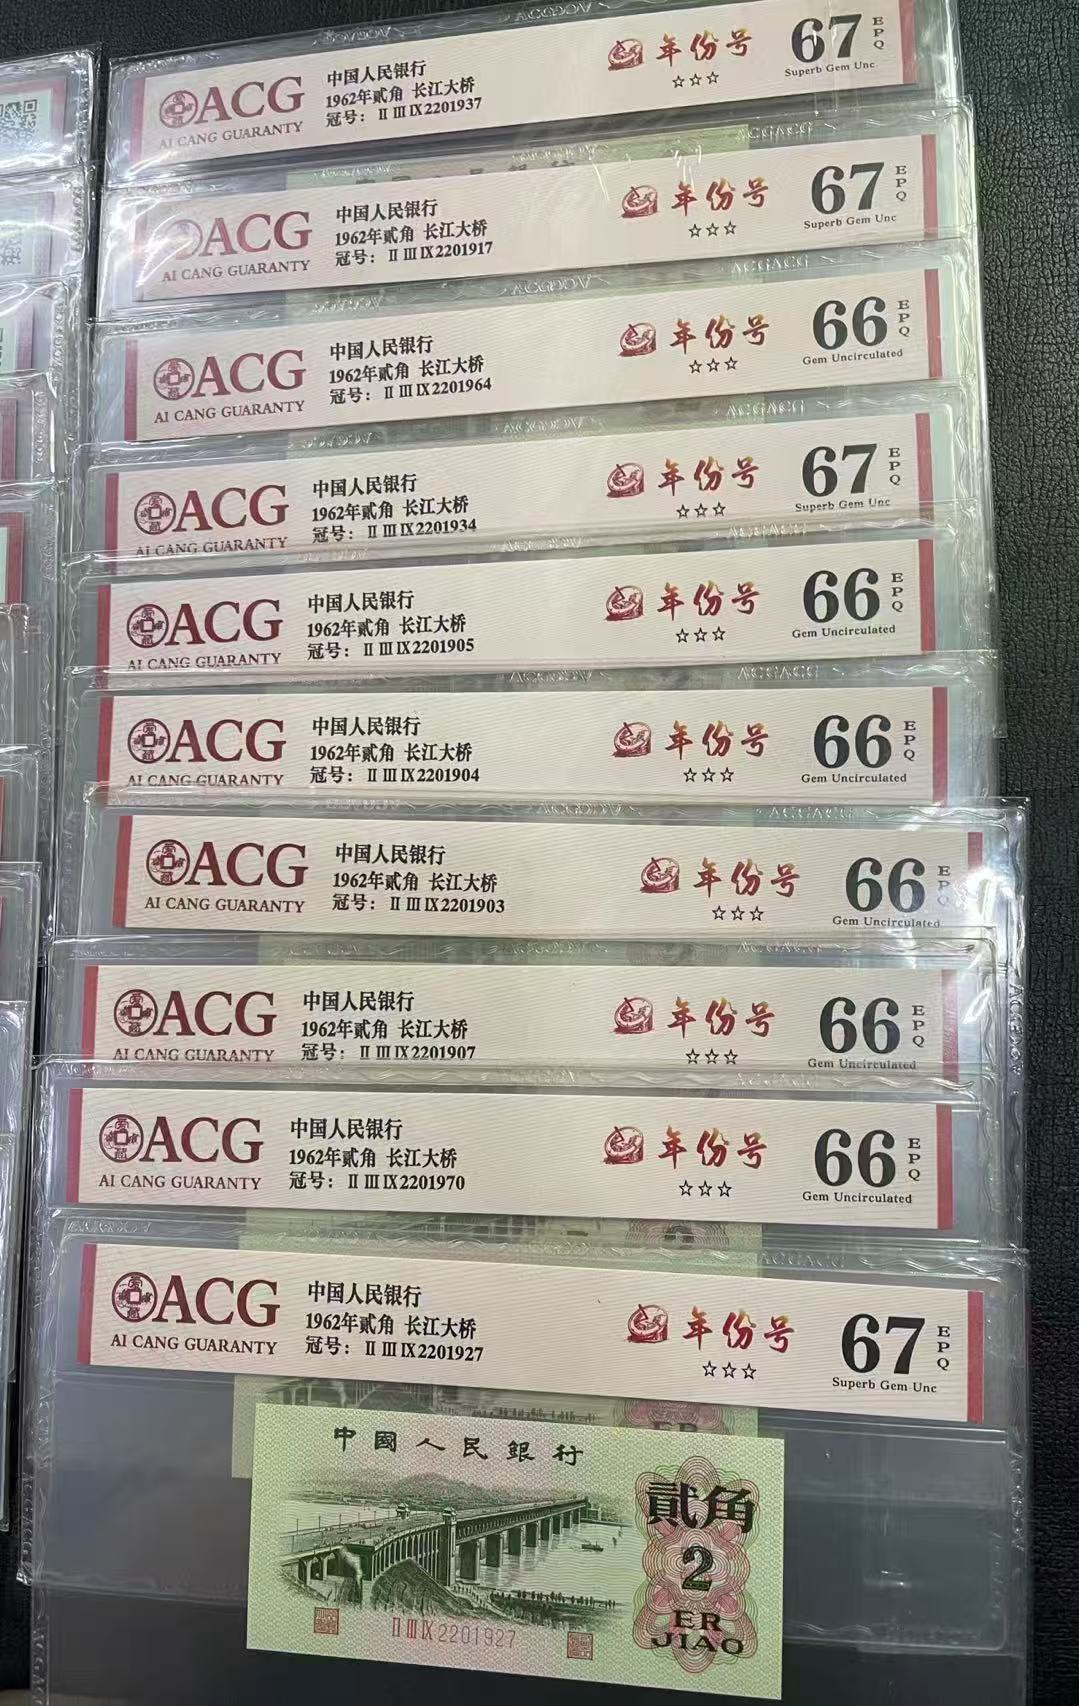 ACG
AI CANG GUARANTY
中国人民银行
1962年贰角 长江大桥
冠号: Ⅱ Ⅲ Ⅸ 2201937
年份号
☆☆☆
67
EPQ
Superb Gem Unc
ACG
AI CANG GUARANTY
中国人民银行
1962年贰角 长江大桥
冠号: Ⅱ Ⅲ Ⅸ 2201917
年份号
☆☆☆
67
EPQ
Superb Gem Unc
ACG
AI CANG GUARANTY
中国人民银行
1962年贰角 长江大桥
冠号: Ⅱ Ⅲ Ⅸ 2201964
年份号
☆☆☆
66
EPQ
Gem Uncirculated
ACG
AI CANG GUARANTY
中国人民银行
1962年贰角 长江大桥
冠号: Ⅱ Ⅲ Ⅸ 2201934
年份号
☆☆☆
67
EPQ
Superb Gem Unc
ACG
AI CANG GUARANTY
中国人民银行
1962年贰角 长江大桥
冠号: Ⅱ Ⅲ Ⅸ 2201905
年份号
☆☆☆
66
EPQ
Gem Uncirculated
ACG
AI CANG GUARANTY
中国人民银行
1962年贰角 长江大桥
冠号: Ⅱ Ⅲ Ⅸ 2201904
年份号
☆☆☆
66
EPQ
Gem Uncirculated
ACG
AI CANG GUARANTY
中国人民银行
1962年贰角 长江大桥
冠号: Ⅱ Ⅲ Ⅸ 2201903
年份号
☆☆☆
66
EPQ
Gem Uncirculated
ACG
AI CANG GUARANTY
中国人民银行
1962年贰角 长江大桥
冠号: Ⅱ Ⅲ Ⅸ 2201907
年份号
☆☆☆
66
EPQ
Gem Uncirculated
ACG
AI CANG GUARANTY
中国人民银行
1962年贰角 长江大桥
冠号: Ⅱ Ⅲ Ⅸ 2201970
年份号
☆☆☆
66
EPQ
Gem Uncirculated
ACG
AI CANG GUARANTY
中国人民银行
1962年贰角 长江大桥
冠号: Ⅱ Ⅲ Ⅸ 2201927
年份号
☆☆☆
67
EPQ
Superb Gem Unc
中國人民銀行
貳角
2
ER
JIAO
Ⅱ Ⅲ Ⅸ 2201927